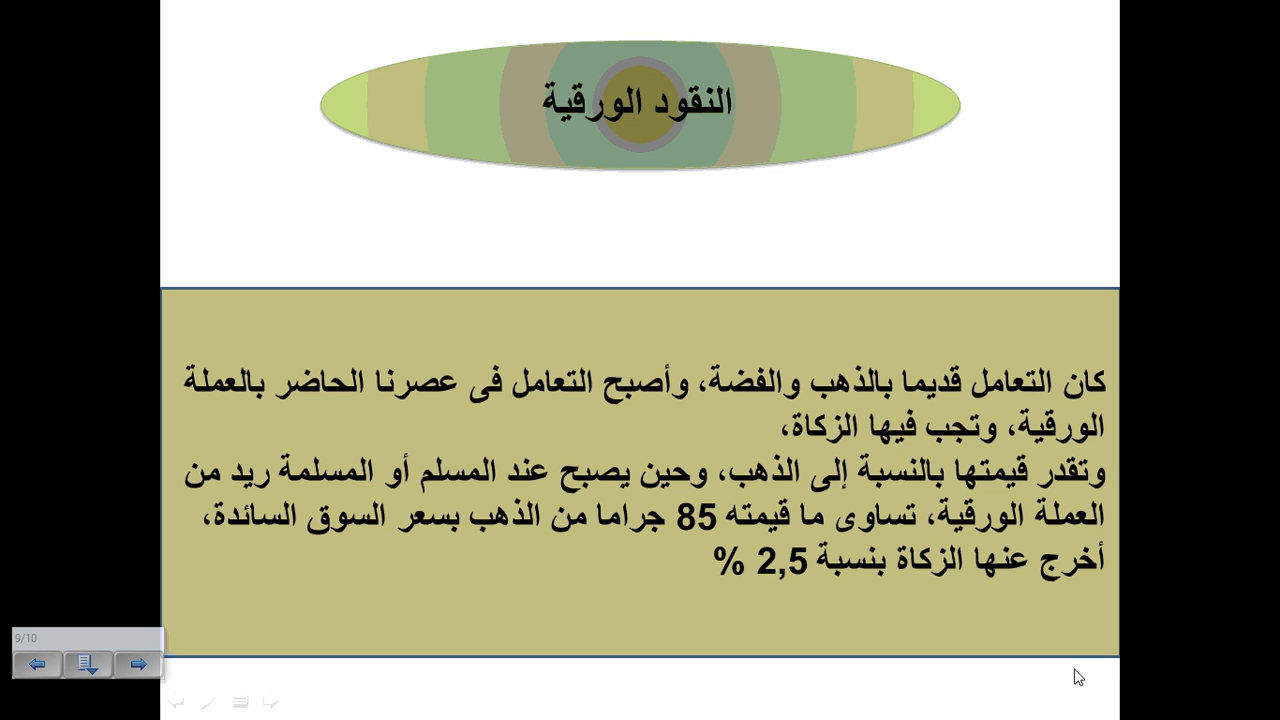 النقود الورقية
كان التعامل قديما بالذهب والفضة، وأصبح التعامل فى عصرنا الحاضر بالعملة
الورقية، وتجب فيها الزكاة،
وتقدر قيمتها بالنسبة إلى الذهب، وحين يصبح عند المسلم أو المسلمة ريد من
العملة الورقية، تساوى ما قيمته 85 جراما من الذهب بسعر السوق السائدة،
أخرج عنها الزكاة بنسبة 2,5 %
9/10